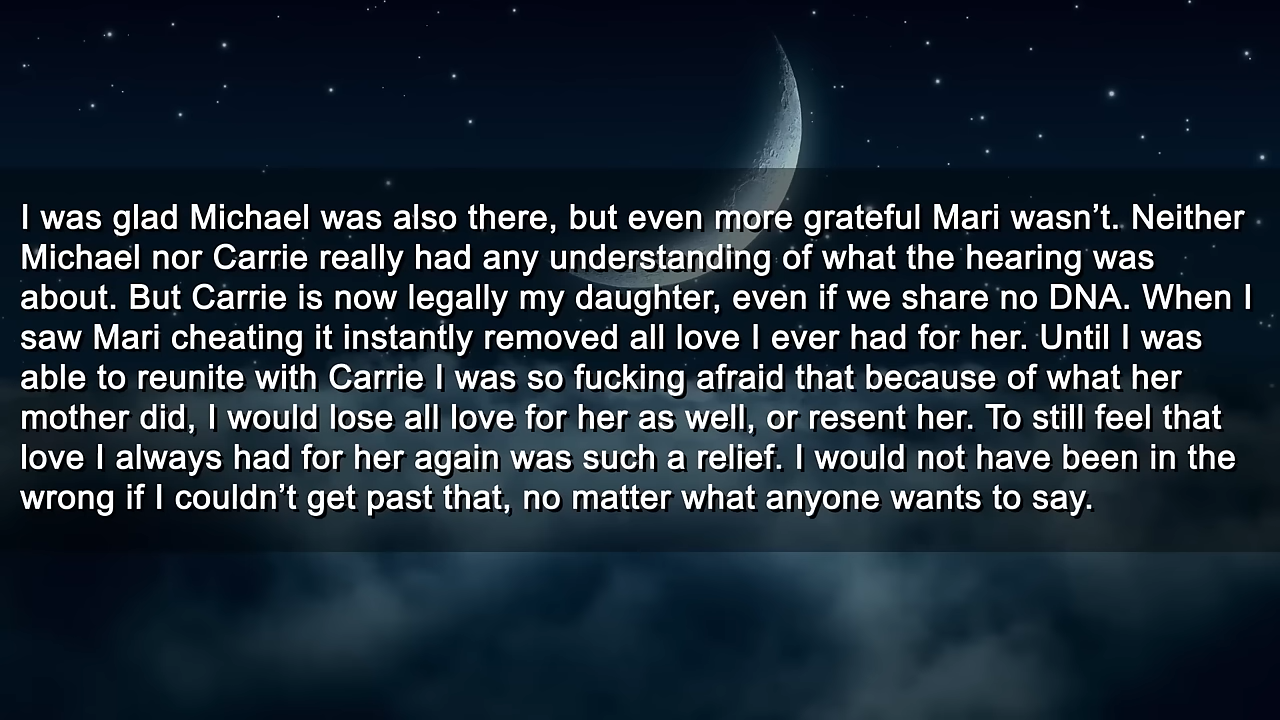 I was glad Michael was also there, but even more grateful Mari wasn’t. Neither
Michael nor Carrie really had any understanding of what the hearing was
about. But Carrie is now legally my daughter, even if we share no DNA. When I
saw Mari cheating it instantly removed all love I ever had for her. Until I was
able to reunite with Carrie I was so fucking afraid that because of what her
mother did, I would lose all love for her as well, or resent her. To still feel that
love I always had for her again was such a relief. I would not have been in the
wrong if I couldn’t get past that, no matter what anyone wants to say.